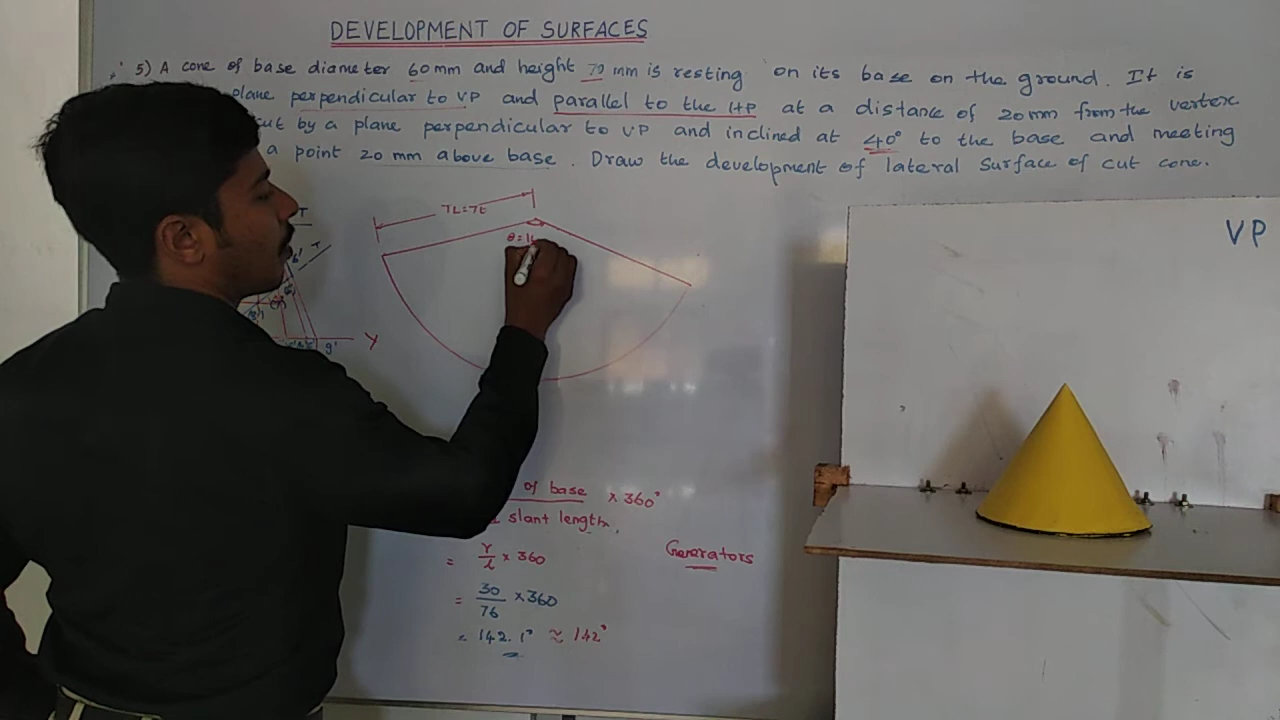 DEVELOPMENT OF SURFACES
5) A cone of base diameter 60mm and height 70 mm is resting on its base on the ground. It is
plane perpendicular to VP and parallel to the HP at a distance of 20mm from the vertex
cut by a plane perpendicular to VP and inclined at 40° to the base and meeting
a point 20 mm above base. Draw the development of lateral surface of cut cone.
VP
T
T
TL=76
θ=14
Y
g'
of base × 360°
slant length
= r/l × 360
Generators
= 30/76 ×360
= 142.1° ≈ 142°